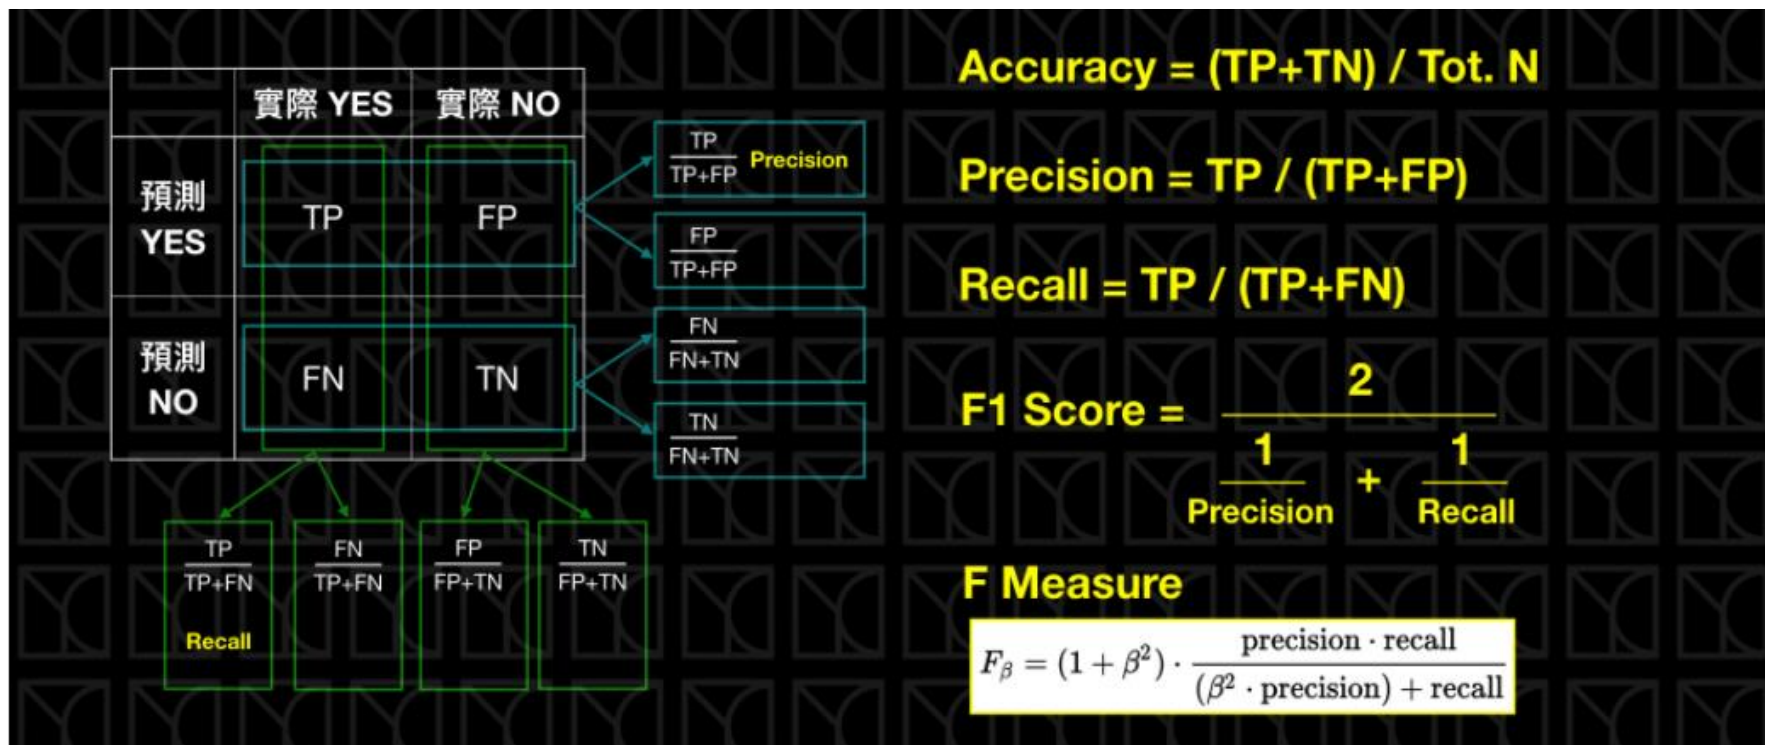 實際 YES
實際 NO
預測
YES
TP
FP
預測
NO
FN
TN
TP
TP+FP
Precision
FP
TP+FP
FN
FN+TN
TN
FN+TN
TP
TP+FN
Recall
FN
TP+FN
FP
FP+TN
TN
FP+TN
Accuracy = (TP+TN) / Tot. N
Precision = TP / (TP+FP)
Recall = TP / (TP+FN)
F1 Score =
2
1
Precision
+
1
Recall
F Measure
Fβ = (1 + β²) · precision · recall
(β² · precision) + recall